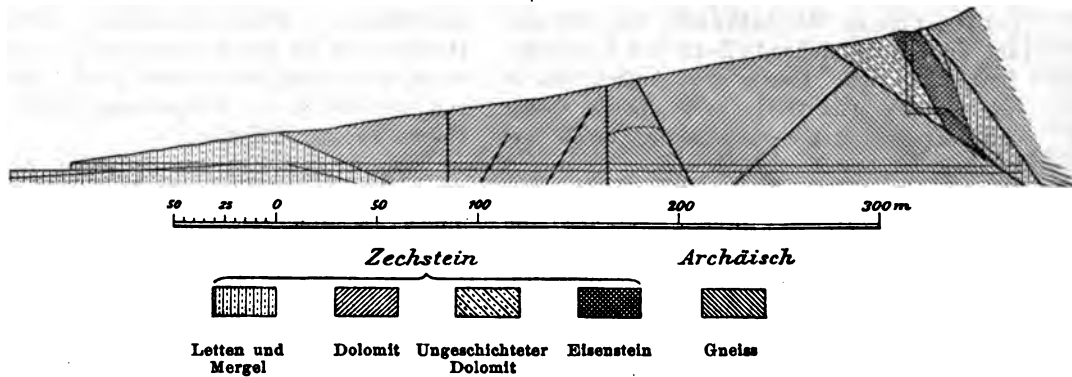 50 25 0 50 100 200 300 m
Zechstein Archäisch
Letten und Mergel Dolomit Ungeschichteter Dolomit Eisenstein Gneiss